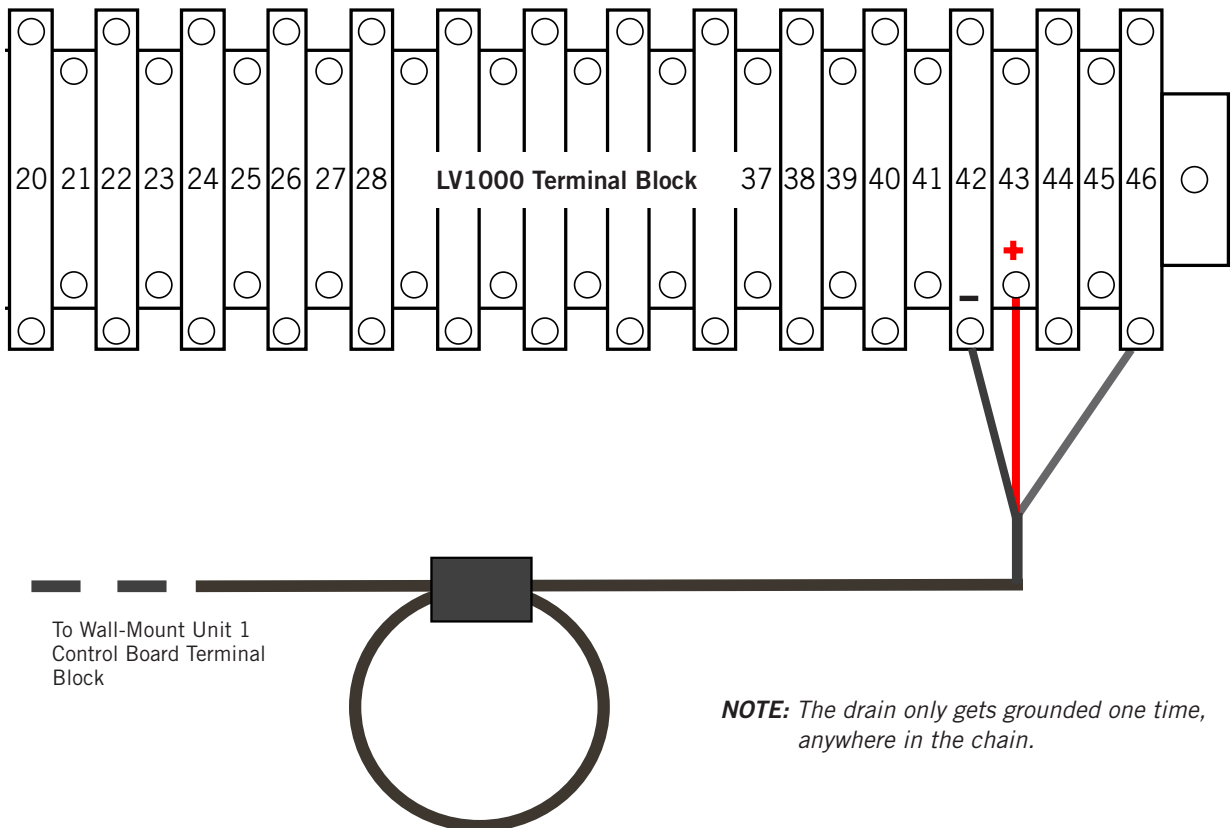 20 21 22 23 24 25 26 27 28 LV1000 Terminal Block 37 38 39 40 41 42 43 44 45 46
+
-
To Wall-Mount Unit 1
Control Board Terminal
Block
NOTE: The drain only gets grounded one time,
anywhere in the chain.